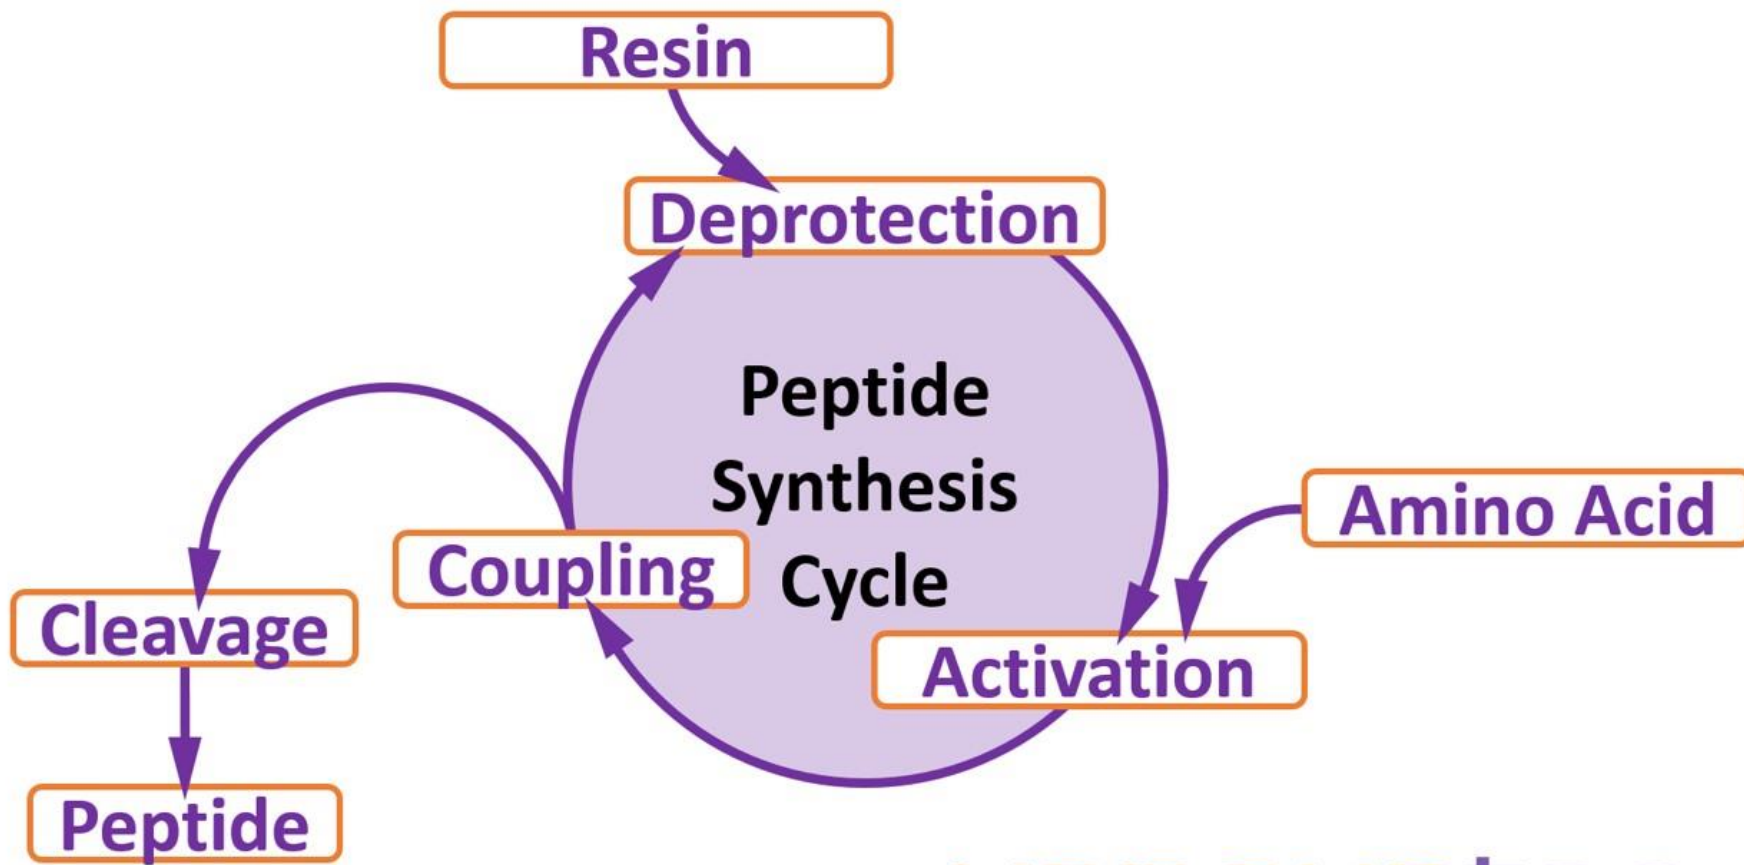 Resin
Deprotection
Peptide
Synthesis
Cycle
Amino Acid
Coupling
Activation
Cleavage
Peptide